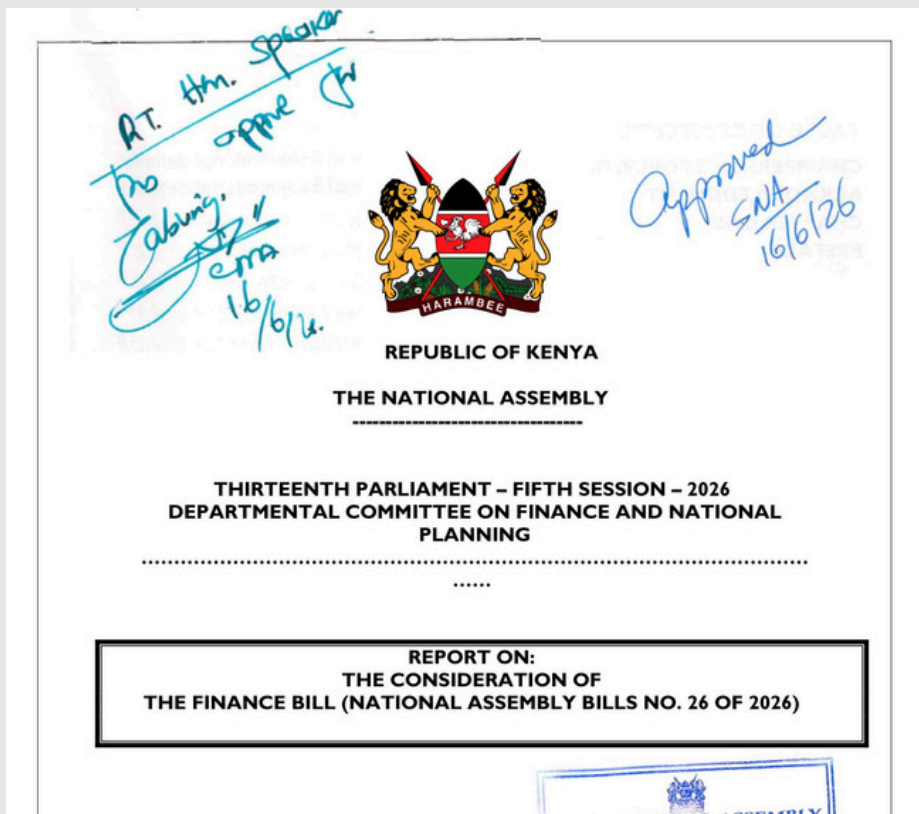 RT. Hon. Speaker
approve for
tabling.
16/6/26.
Approved
SNA
16/6/26
HARAMBEE
REPUBLIC OF KENYA
THE NATIONAL ASSEMBLY
-----------------------------------
THIRTEENTH PARLIAMENT – FIFTH SESSION – 2026
DEPARTMENTAL COMMITTEE ON FINANCE AND NATIONAL
PLANNING
......................................................................................................
......
REPORT ON:
THE CONSIDERATION OF
THE FINANCE BILL (NATIONAL ASSEMBLY BILLS NO. 26 OF 2026)
ASSEMBLY